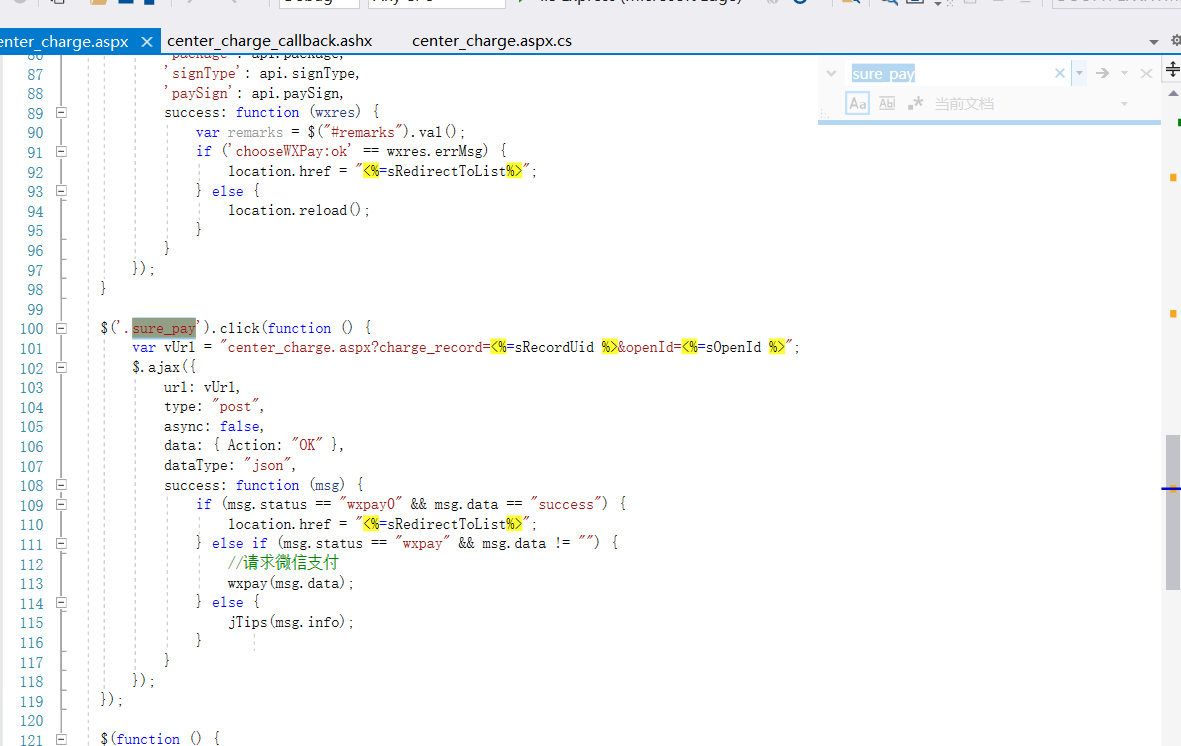 center_charge.aspx center_charge_callback.ashx center_charge.aspx.cs
sure_pay
当前文档
86 'package': api.package,
87 'signType': api.signType,
88 'paySign': api.paySign,
89 success: function (wxres) {
90 var remarks = $("#remarks").val();
91 if ('chooseWXPay:ok' == wxres.errMsg) {
92 location.href = "<%=sRedirectToList%>";
93 } else {
94 location.reload();
95 }
96 }
97 });
98 }
99
100 $('.sure_pay').click(function () {
101 var vUrl = "center_charge.aspx?charge_record=<%=sRecordUid %>&openId=<%=sOpenId %>";
102 $.ajax({
103 url: vUrl,
104 type: "post",
105 async: false,
106 data: { Action: "OK" },
107 dataType: "json",
108 success: function (msg) {
109 if (msg.status == "wxpay0" && msg.data == "success") {
110 location.href = "<%=sRedirectToList%>";
111 } else if (msg.status == "wxpay" && msg.data != "") {
112 //请求微信支付
113 wxpay(msg.data);
114 } else {
115 jTips(msg.info);
116 }
117 }
118 });
119 });
120
121 $(function () {